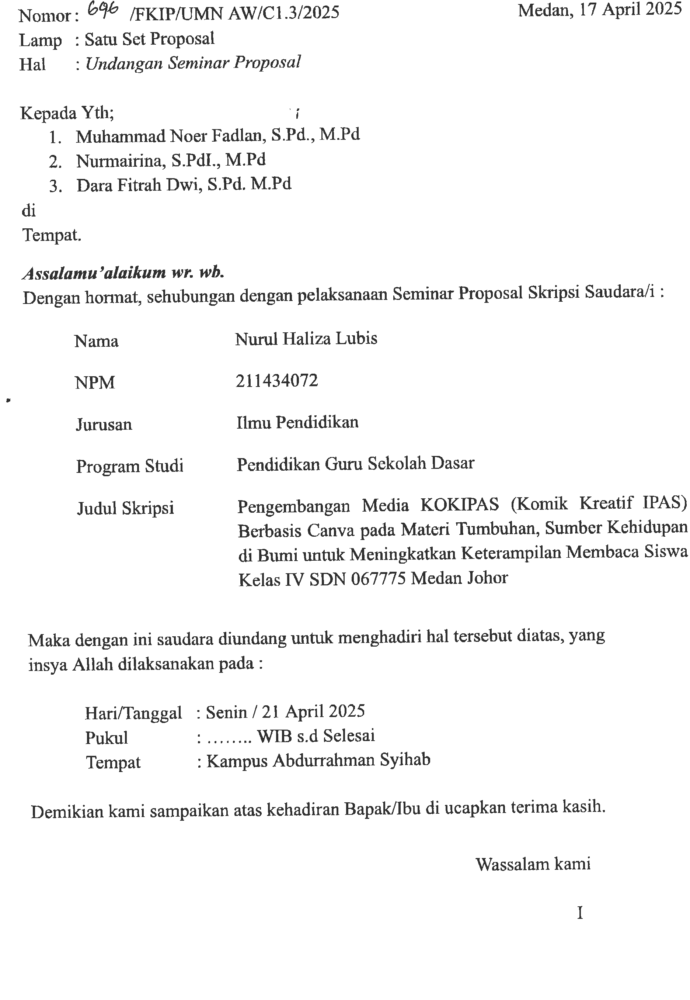 Nomor : 696 /FKIP/UMN AW/C1.3/2025 Medan, 17 April 2025
Lamp : Satu Set Proposal
Hal : Undangan Seminar Proposal
Kepada Yth;
1. Muhammad Noer Fadlan, S.Pd., M.Pd
2. Nurmairina, S.PdI., M.Pd
3. Dara Fitrah Dwi, S.Pd. M.Pd
di
Tempat.
Assalamu'alaikum wr. wb.
Dengan hormat, sehubungan dengan pelaksanaan Seminar Proposal Skripsi Saudara/i :
Nama Nurul Haliza Lubis
NPM 211434072
Jurusan Ilmu Pendidikan
Program Studi Pendidikan Guru Sekolah Dasar
Judul Skripsi Pengembangan Media KOKIPAS (Komik Kreatif IPAS)
Berbasis Canva pada Materi Tumbuhan, Sumber Kehidupan
di Bumi untuk Meningkatkan Keterampilan Membaca Siswa
Kelas IV SDN 067775 Medan Johor
Maka dengan ini saudara diundang untuk menghadiri hal tersebut diatas, yang
insya Allah dilaksanakan pada :
Hari/Tanggal : Senin / 21 April 2025
Pukul : ........ WIB s.d Selesai
Tempat : Kampus Abdurrahman Syihab
Demikian kami sampaikan atas kehadiran Bapak/Ibu di ucapkan terima kasih.
Wassalam kami
I